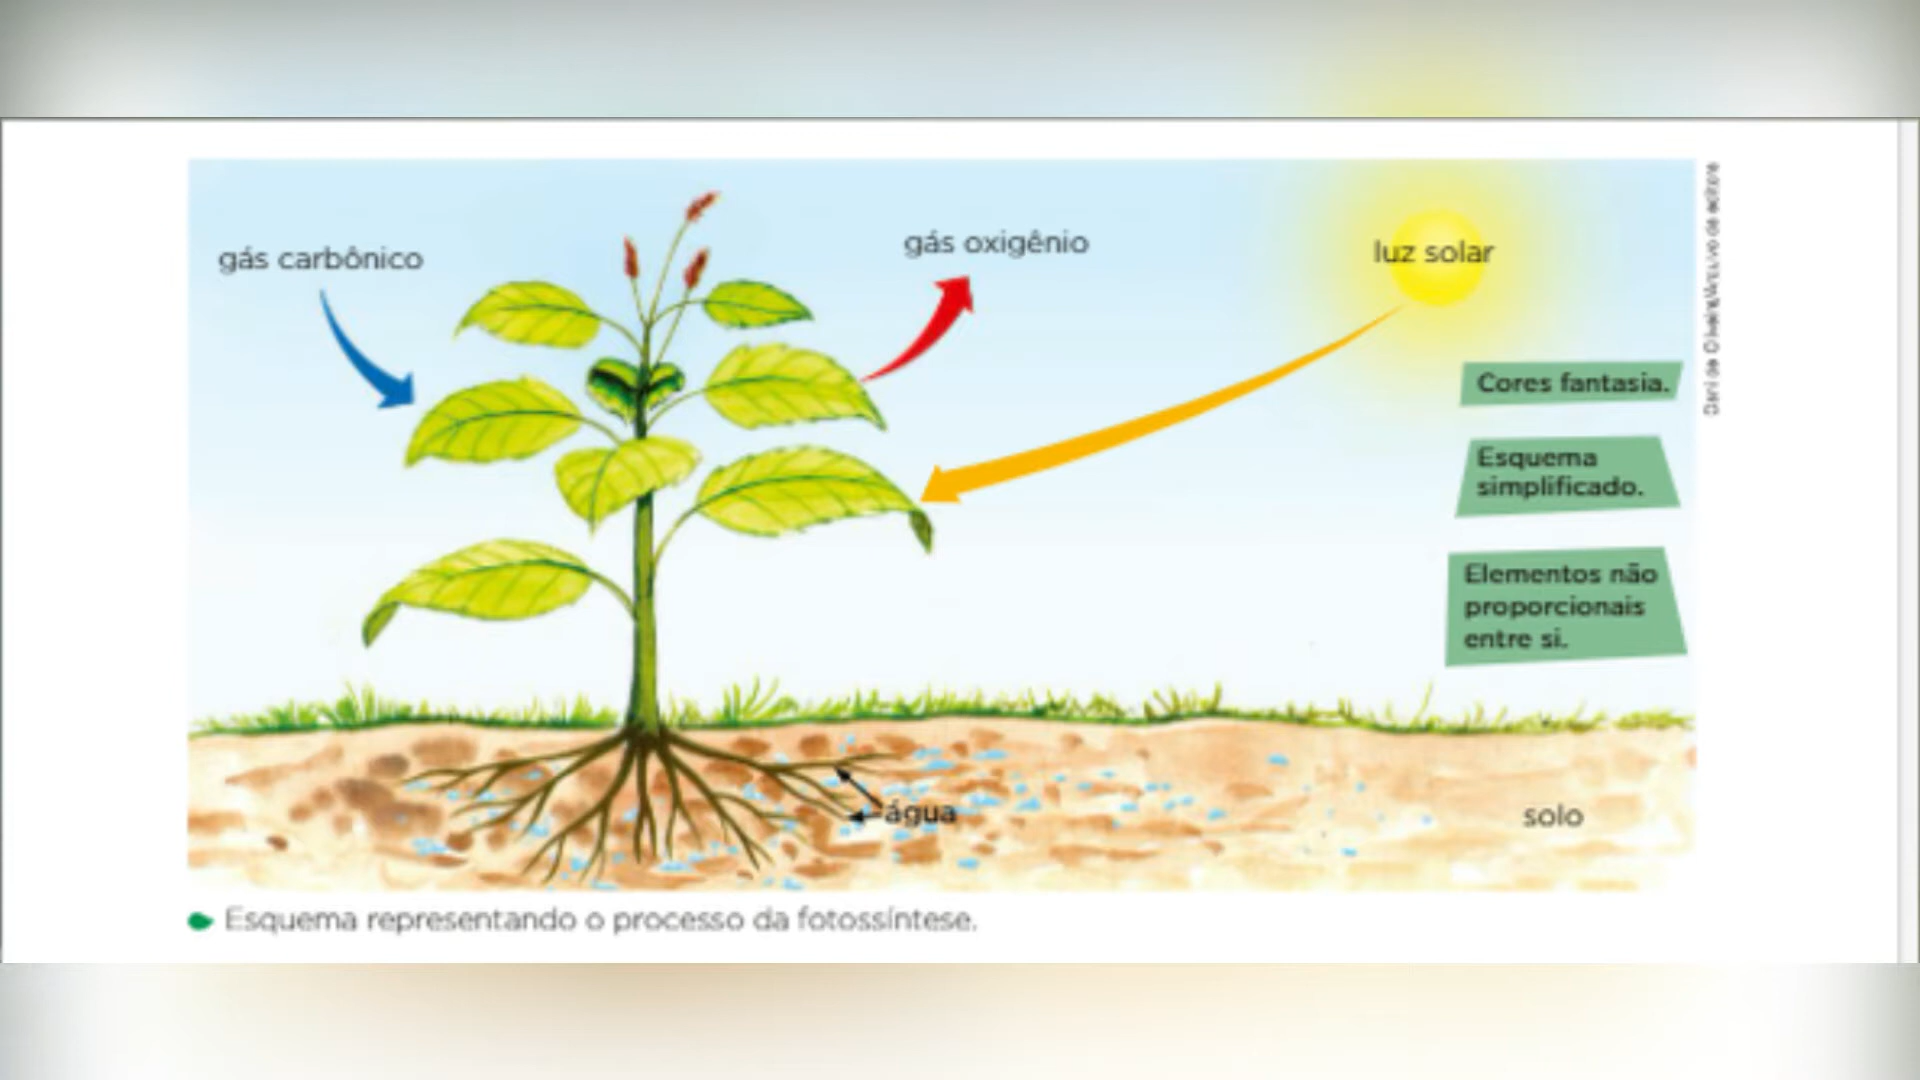 gás carbônico
gás oxigênio
luz solar
Cores fantasia.
Esquema
simplificado.
Elementos não
proporcionais
entre si.
água
solo
Esquema representando o processo da fotossíntese.